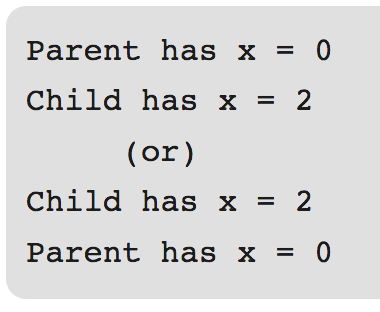 Parent has x = 0
Child has x = 2
(or)
Child has x = 2
Parent has x = 0